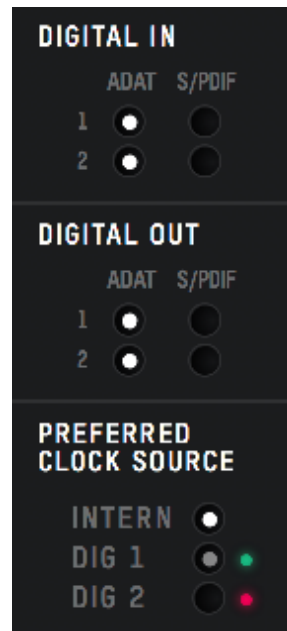 DIGITAL IN
ADAT S/PDIF
1
2
DIGITAL OUT
ADAT S/PDIF
1
2
PREFERRED
CLOCK SOURCE
INTERN
DIG 1
DIG 2